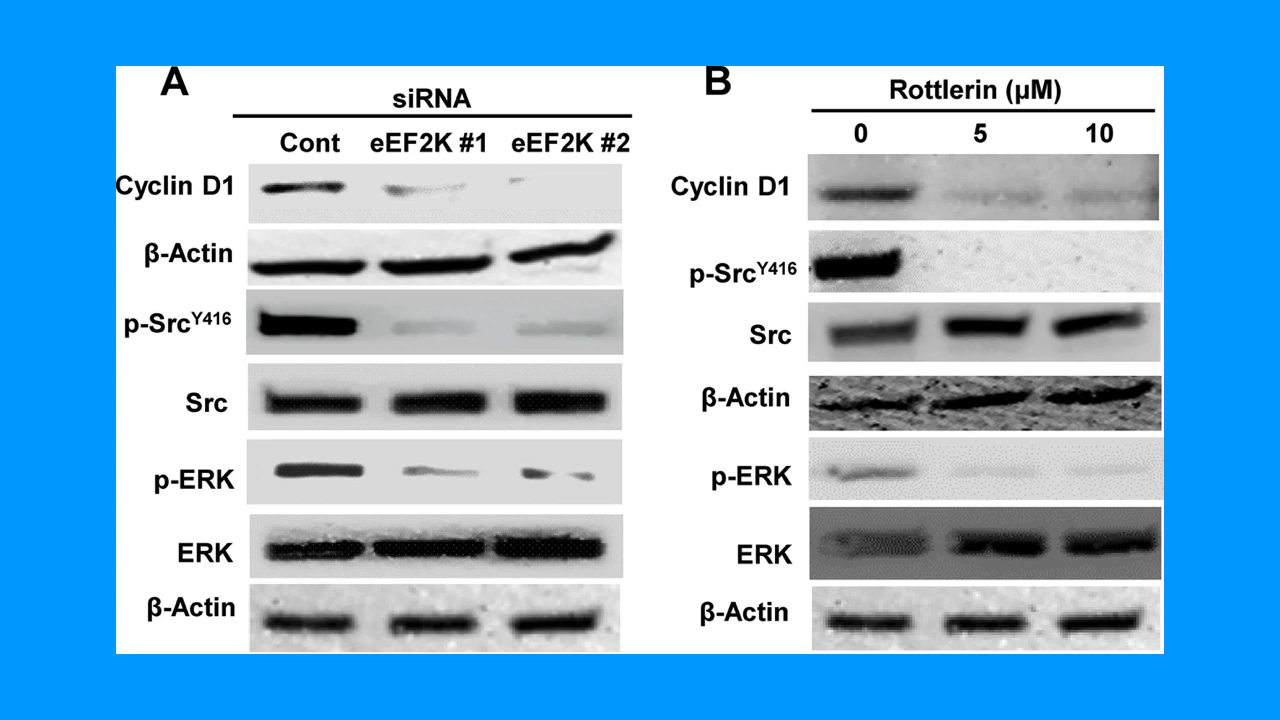 A
siRNA
Cont eEF2K #1 eEF2K #2
Cyclin D1
β-Actin
p-SrcY416
Src
p-ERK
ERK
β-Actin
B
Rottlerin (µM)
0 5 10
Cyclin D1
p-SrcY416
Src
β-Actin
p-ERK
ERK
β-Actin